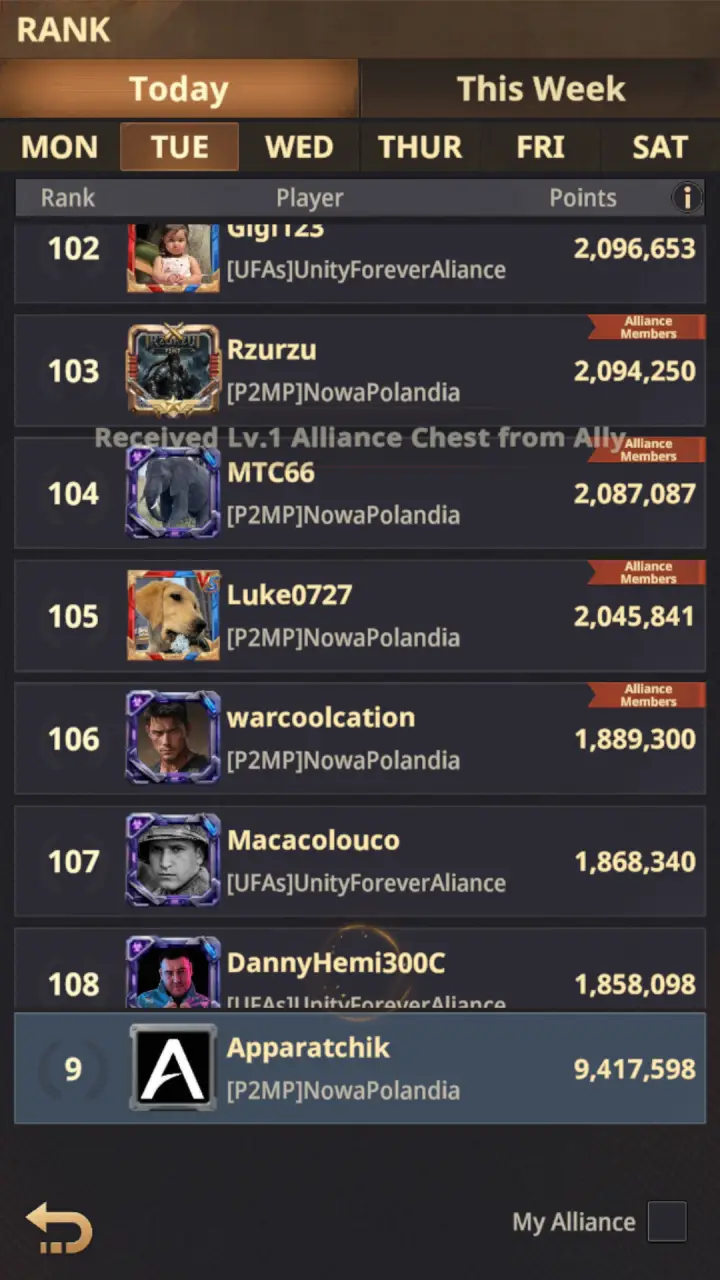 RANK
Today
This Week
MON
TUE
WED
THUR
FRI
SAT
Rank
Player
Points
i
102
Gigi123
2,096,653
[UFAs]UnityForeverAliance
Alliance
Members
103
Rzurzu
2,094,250
[P2MP]NowaPolandia
Received Lv.1 Alliance Chest from Ally
Alliance
Members
104
MTC66
2,087,087
[P2MP]NowaPolandia
Alliance
Members
105
Luke0727
2,045,841
[P2MP]NowaPolandia
Alliance
Members
106
warcoolcation
1,889,300
[P2MP]NowaPolandia
107
Macacolouco
1,868,340
[UFAs]UnityForeverAliance
108
DannyHemi300C
1,858,098
[UFAs]UnityForeverAliance
9
Apparatchik
9,417,598
[P2MP]NowaPolandia
My Alliance